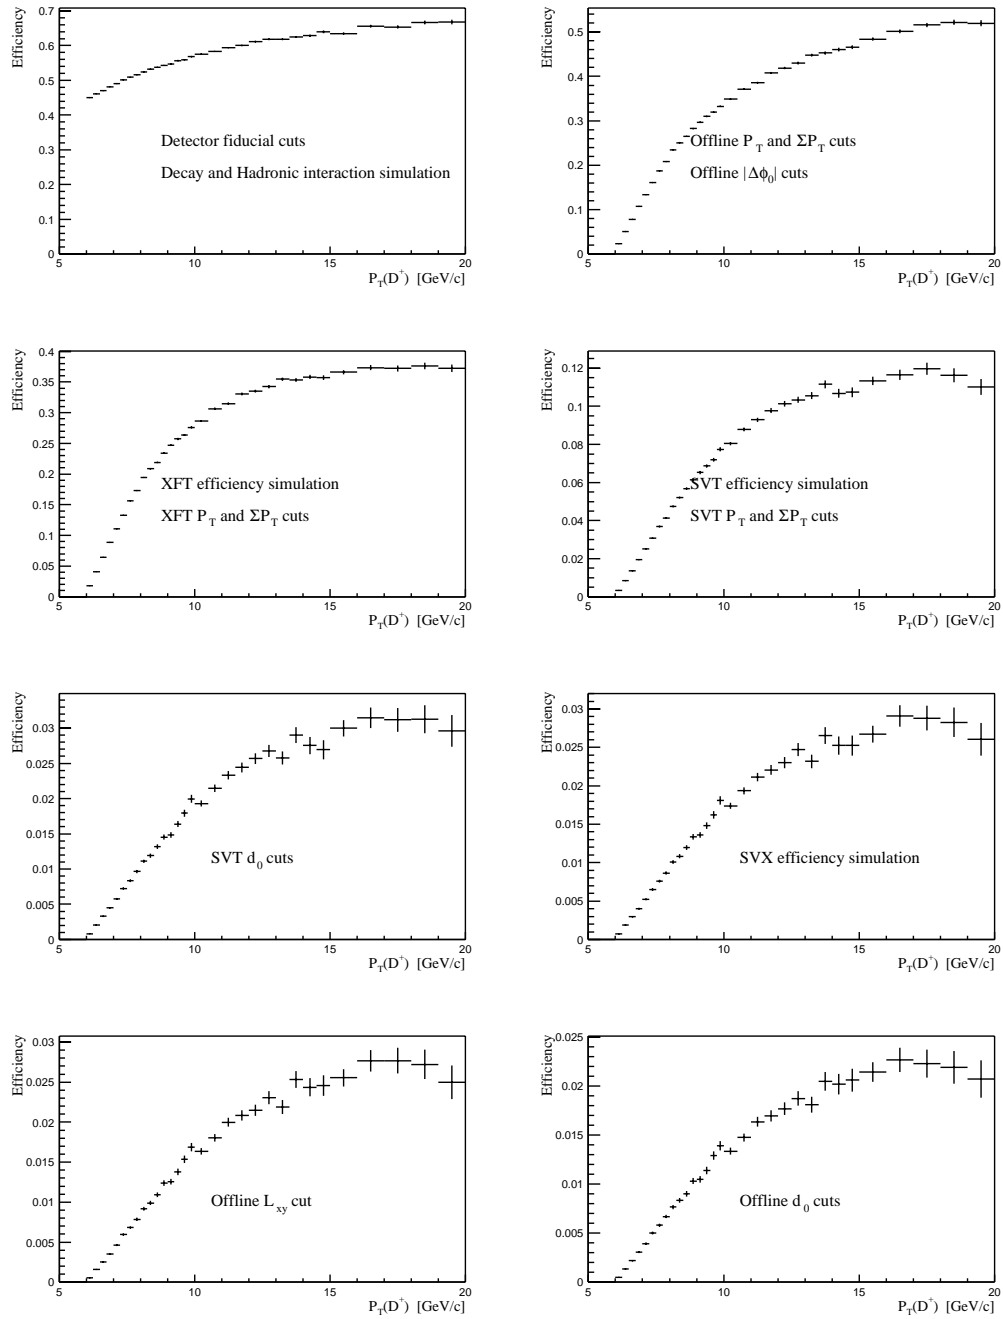 Efficiency
0.7
0.6
0.5
0.4
0.3
0.2
0.1
0
Detector fiducial cuts
Decay and Hadronic interaction simulation
5 10 15 20
P_T(D⁺) [GeV/c]
Efficiency
0.5
0.4
0.3
0.2
0.1
0
Offline P_T and ΣP_T cuts
Offline |Δϕ₀| cuts
5 10 15 20
P_T(D⁺) [GeV/c]
Efficiency
0.4
0.35
0.3
0.25
0.2
0.15
0.1
0.05
0
XFT efficiency simulation
XFT P_T and ΣP_T cuts
5 10 15 20
P_T(D⁺) [GeV/c]
Efficiency
0.12
0.1
0.08
0.06
0.04
0.02
0
SVT efficiency simulation
SVT P_T and ΣP_T cuts
5 10 15 20
P_T(D⁺) [GeV/c]
Efficiency
0.03
0.025
0.02
0.015
0.01
0.005
0
SVT d₀ cuts
5 10 15 20
P_T(D⁺) [GeV/c]
Efficiency
0.03
0.025
0.02
0.015
0.01
0.005
0
SVX efficiency simulation
5 10 15 20
P_T(D⁺) [GeV/c]
Efficiency
0.03
0.025
0.02
0.015
0.01
0.005
0
Offline L_xy cut
5 10 15 20
P_T(D⁺) [GeV/c]
Efficiency
0.025
0.02
0.015
0.01
0.005
0
Offline d₀ cuts
5 10 15 20
P_T(D⁺) [GeV/c]